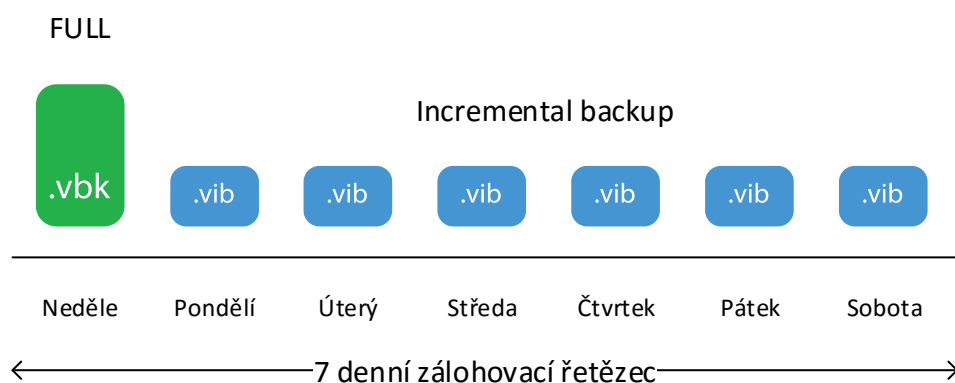 FULL
Incremental backup
.vbk .vib .vib .vib .vib .vib .vib
Neděle Pondělí Úterý Středa Čtvrtek Pátek Sobota
7 denní zálohovací řetězec